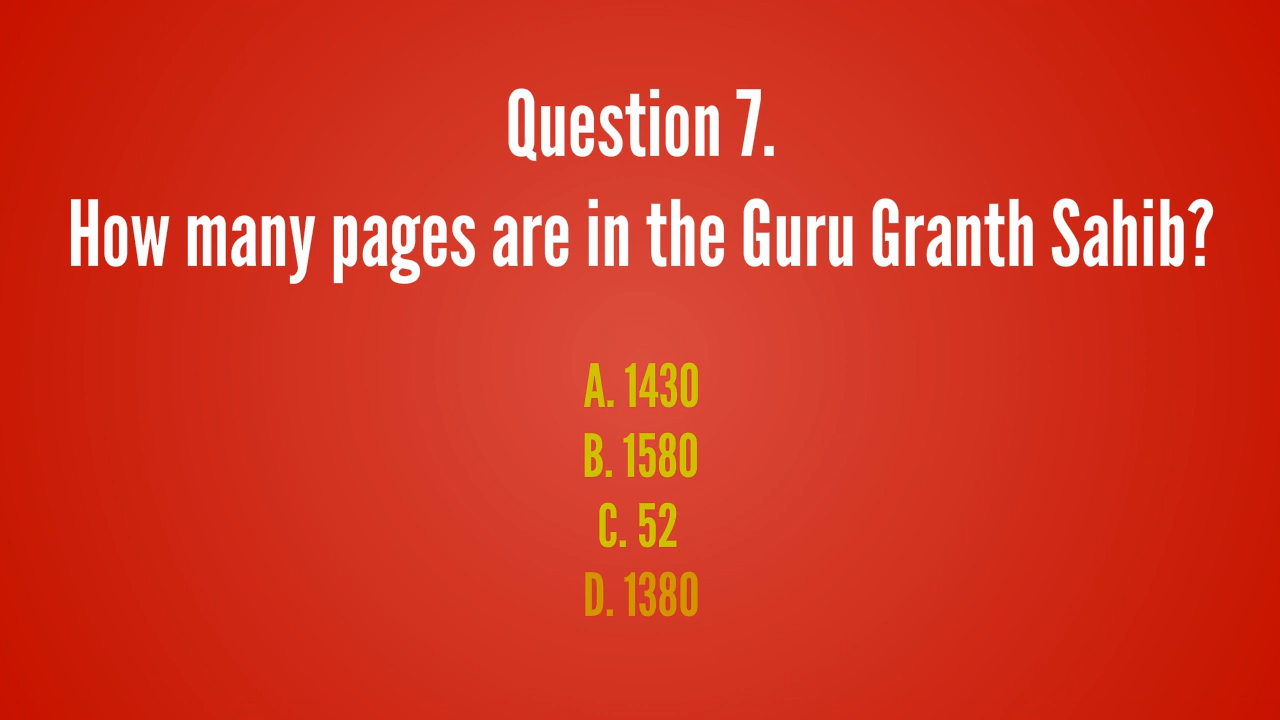 Question 7.
How many pages are in the Guru Granth Sahib?
A. 1430
B. 1580
C. 52
D. 1380